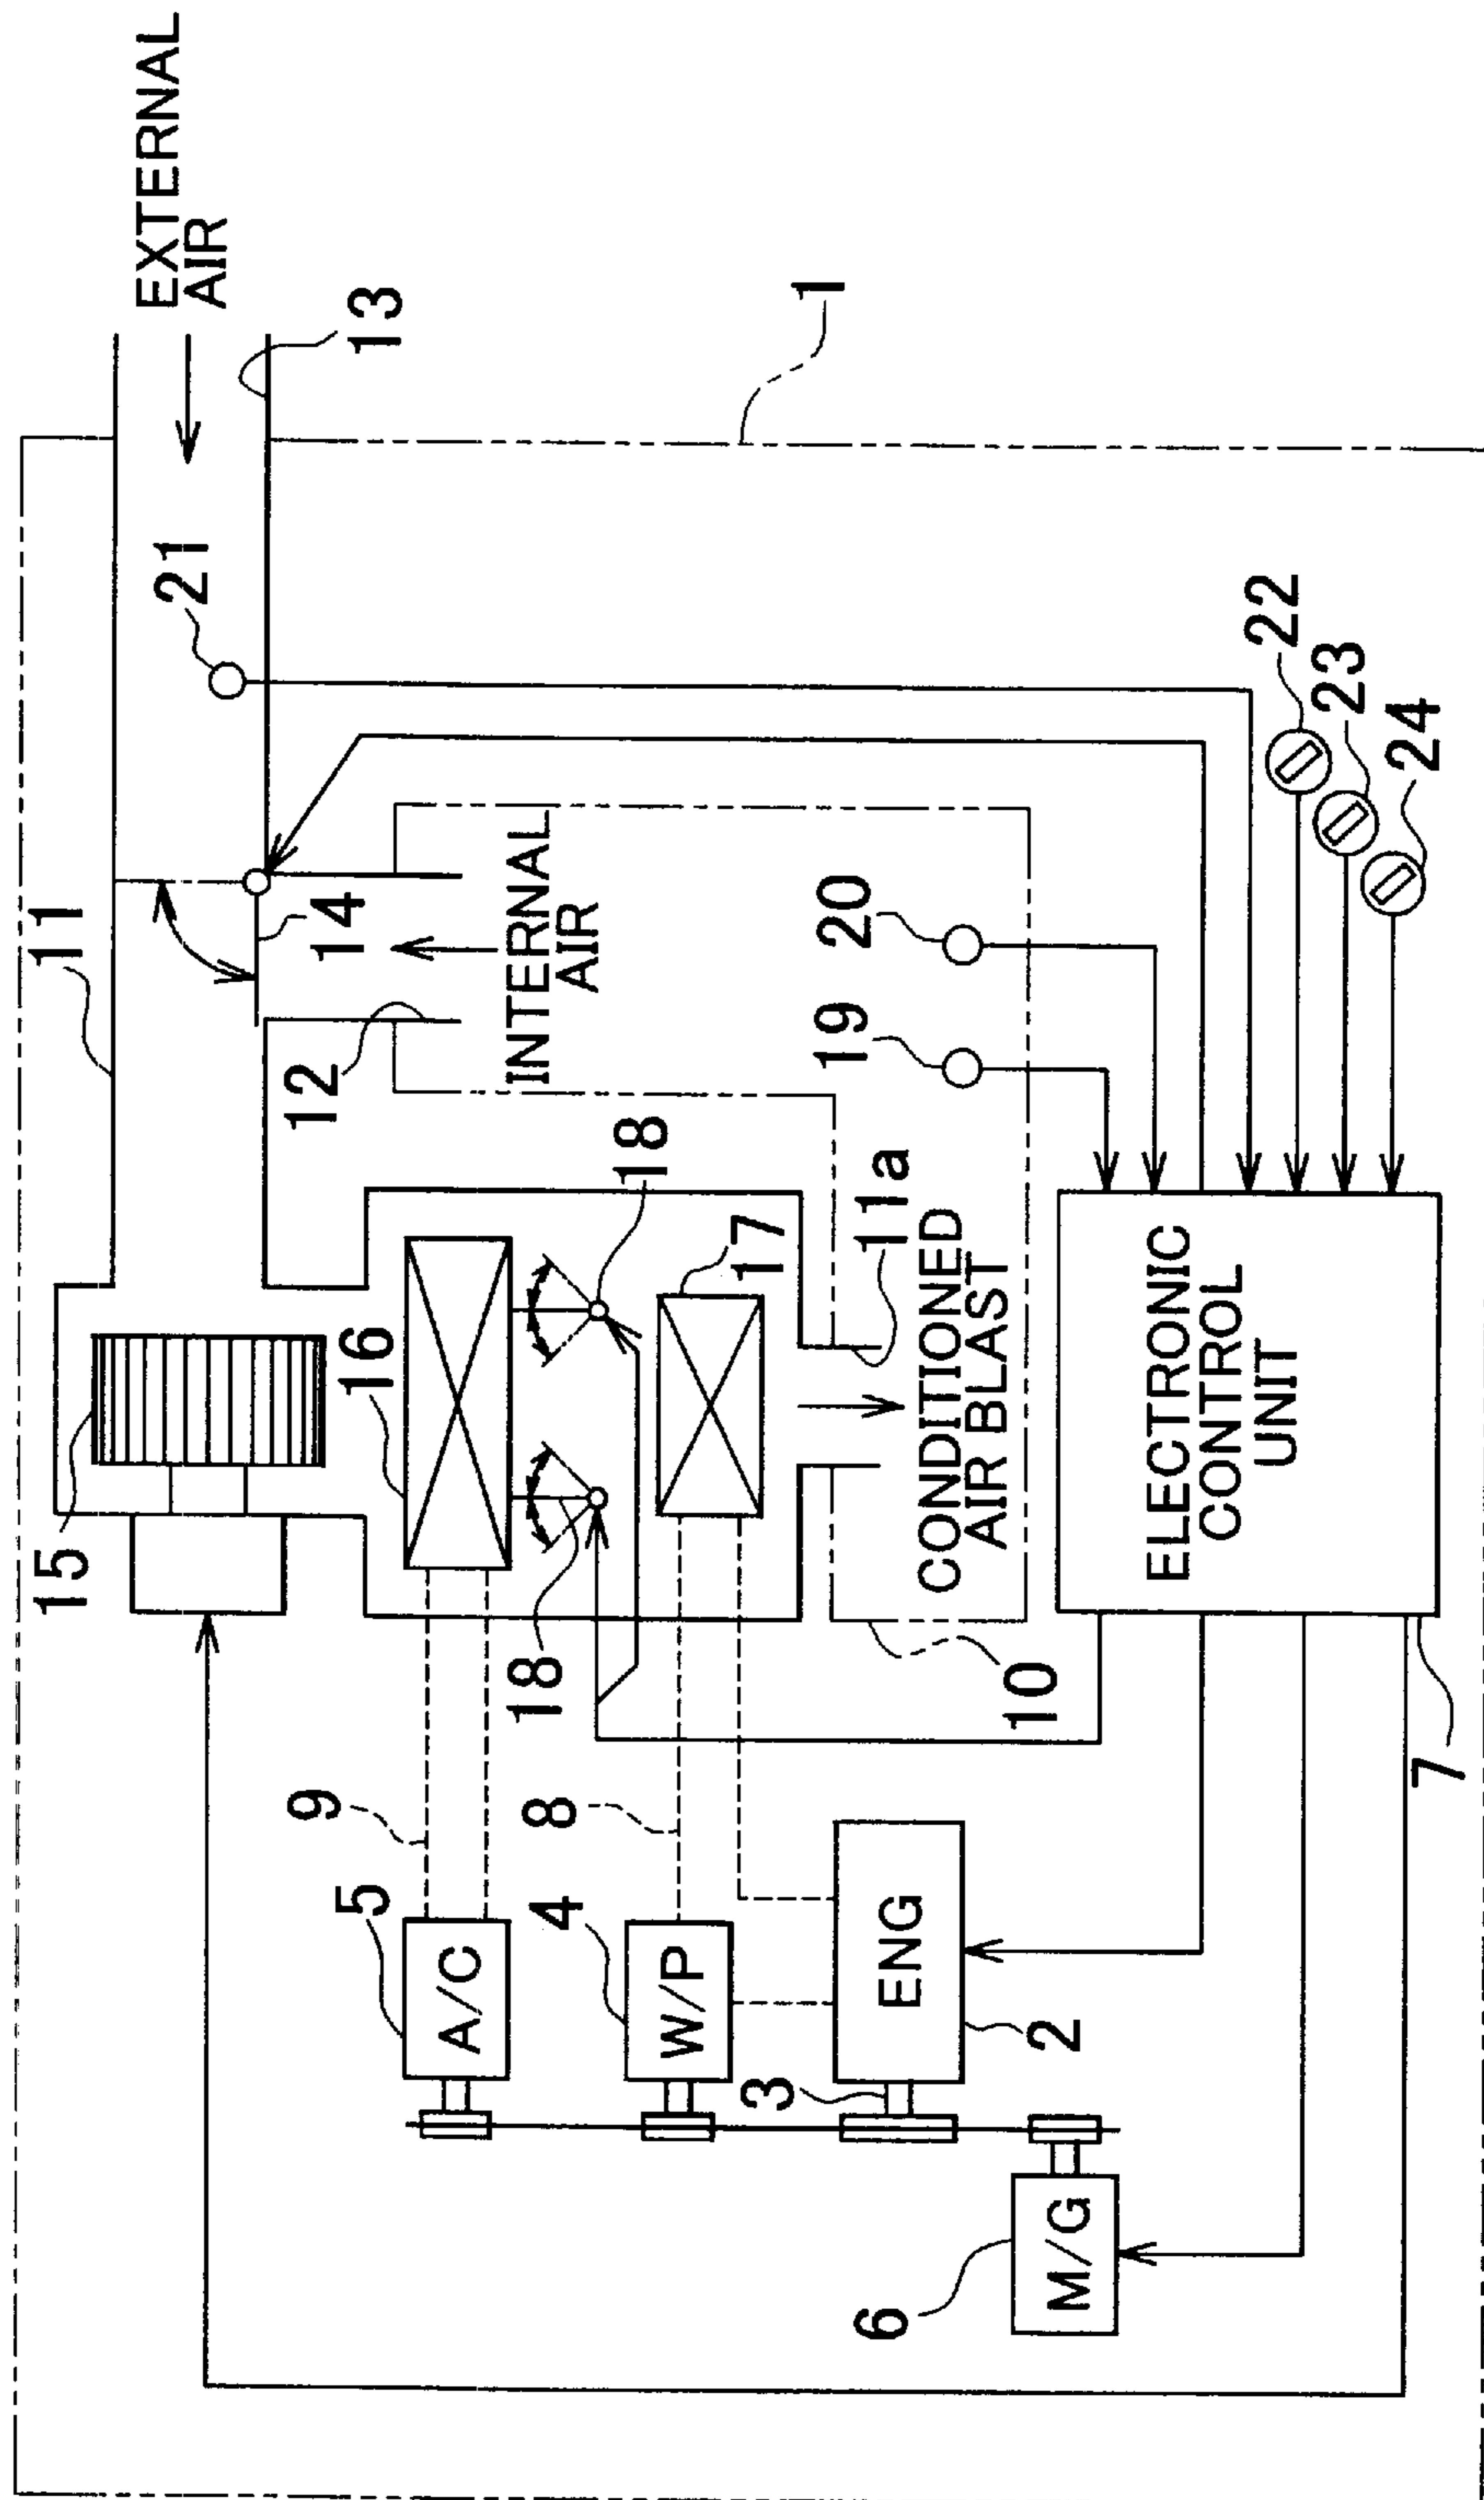 EXTERNAL
AIR
13
1
21
11
14
12
INTERNAL
AIR
20
19
22
23
24
15
16
18
18
17
11a
CONDITIONED
AIR BLAST
10
ELECTRONIC
CONTROL
UNIT
7
9
8
5
A/C
4
W/P
3
ENG
2
6
M/G